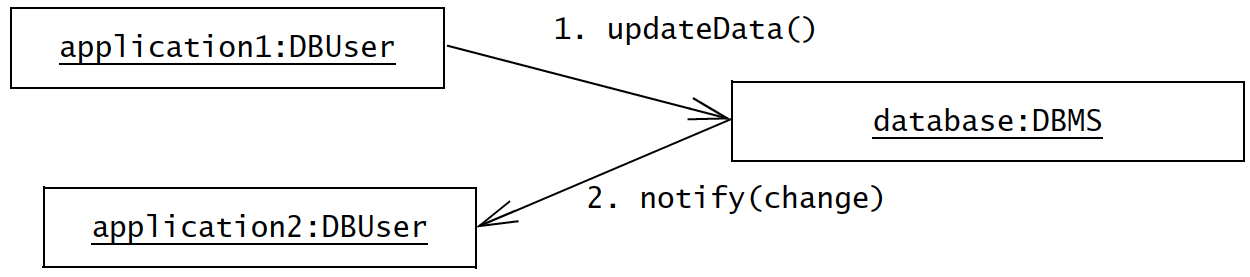 application1:DBUser
1. updateData()
database:DBMS
2. notify(change)
application2:DBUser